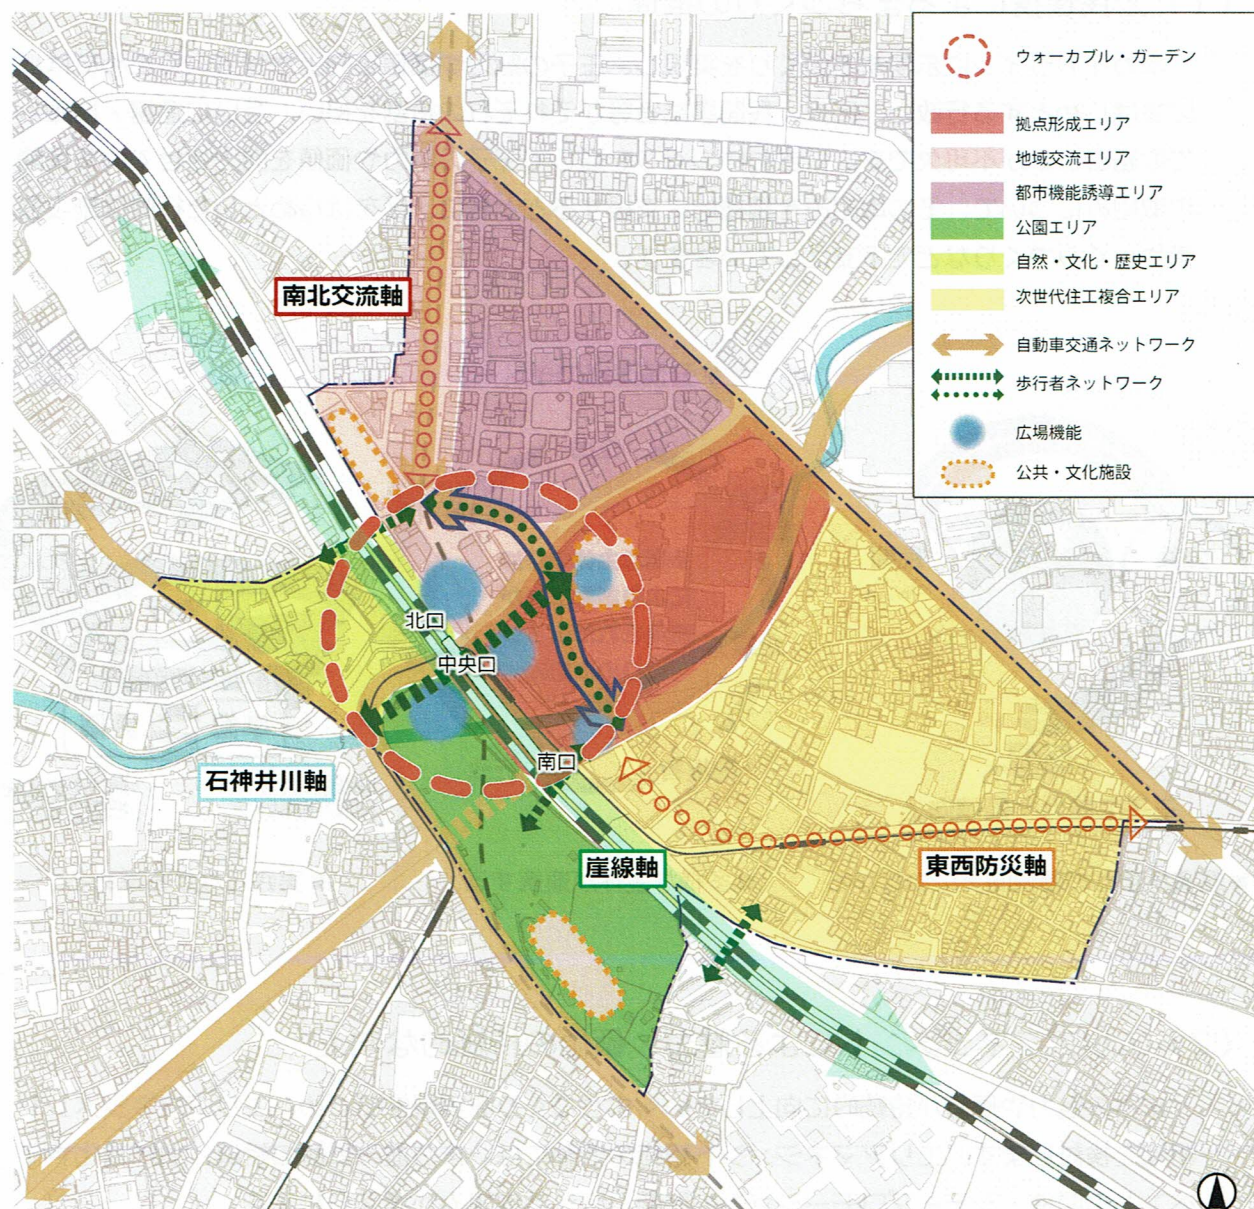 ウォーカブル・ガーデン
拠点形成エリア
地域交流エリア
都市機能誘導エリア
公園エリア
自然・文化・歴史エリア
次世代住工複合エリア
自動車交通ネットワーク
歩行者ネットワーク
広場機能
公共・文化施設
南北交流軸
北口
中央口
南口
石神井川軸
崖線軸
東西防災軸